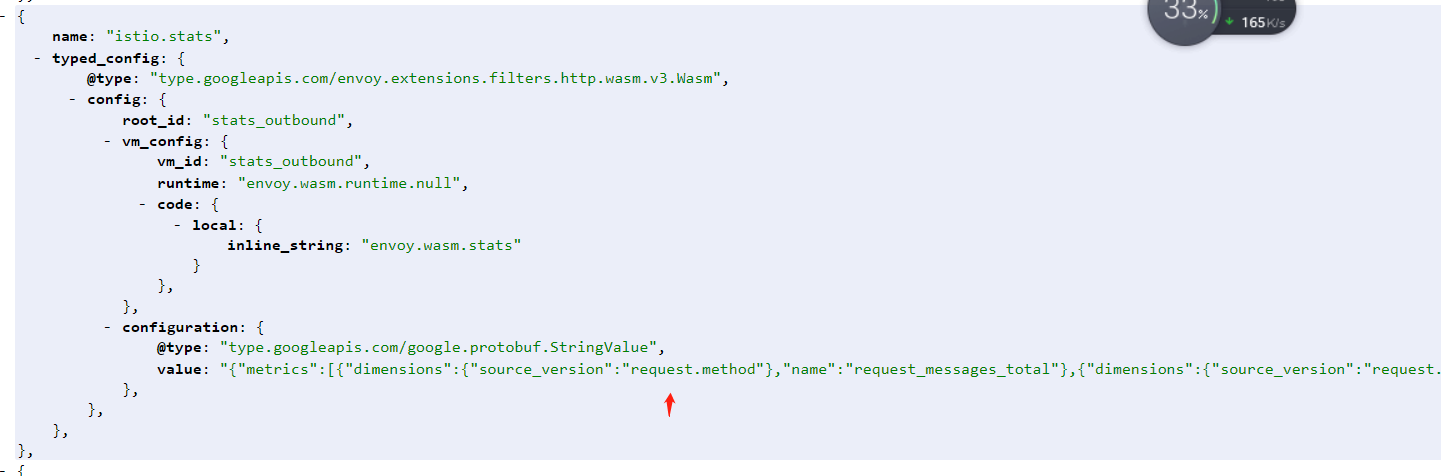 - {
name: "istio.stats",
- typed_config: {
@type: "type.googleapis.com/envoy.extensions.filters.http.wasm.v3.Wasm",
- config: {
root_id: "stats_outbound",
- vm_config: {
vm_id: "stats_outbound",
runtime: "envoy.wasm.runtime.null",
- code: {
- local: {
inline_string: "envoy.wasm.stats"
}
},
},
- configuration: {
@type: "type.googleapis.com/google.protobuf.StringValue",
value: "{"metrics":[{"dimensions":{"source_version":"request.method"},"name":"request_messages_total"},{"dimensions":{"source_version":"request.
},
},
},
},
- {
33%
165K/s